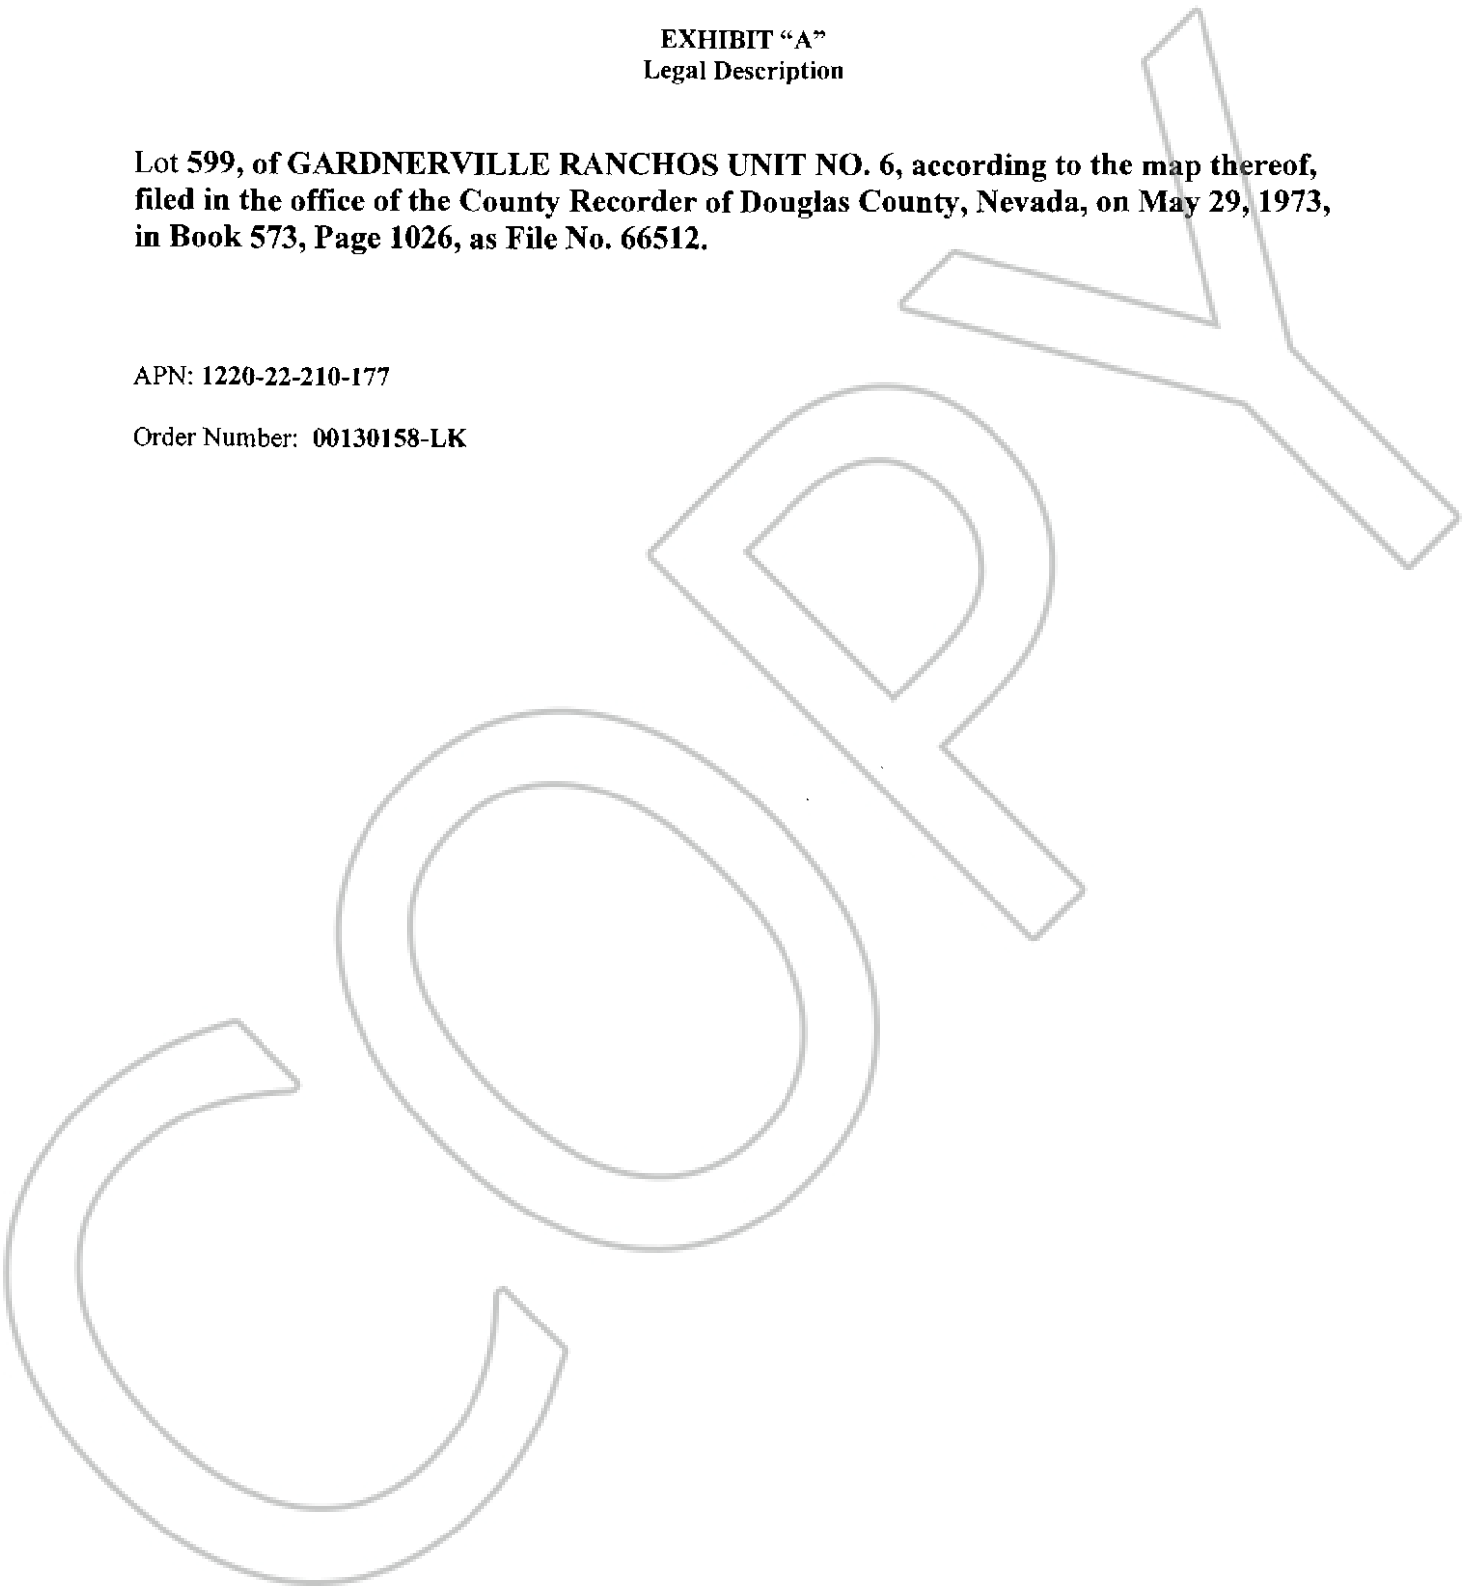 EXHIBIT “A”
Legal Description
Lot 599, of GARDNERVILLE RANCHOS UNIT NO. 6, according to the map thereof,
filed in the office of the County Recorder of Douglas County, Nevada, on May 29, 1973,
in Book 573, Page 1026, as File No. 66512.
APN: 1220-22-210-177
Order Number: 00130158-LK
COPY